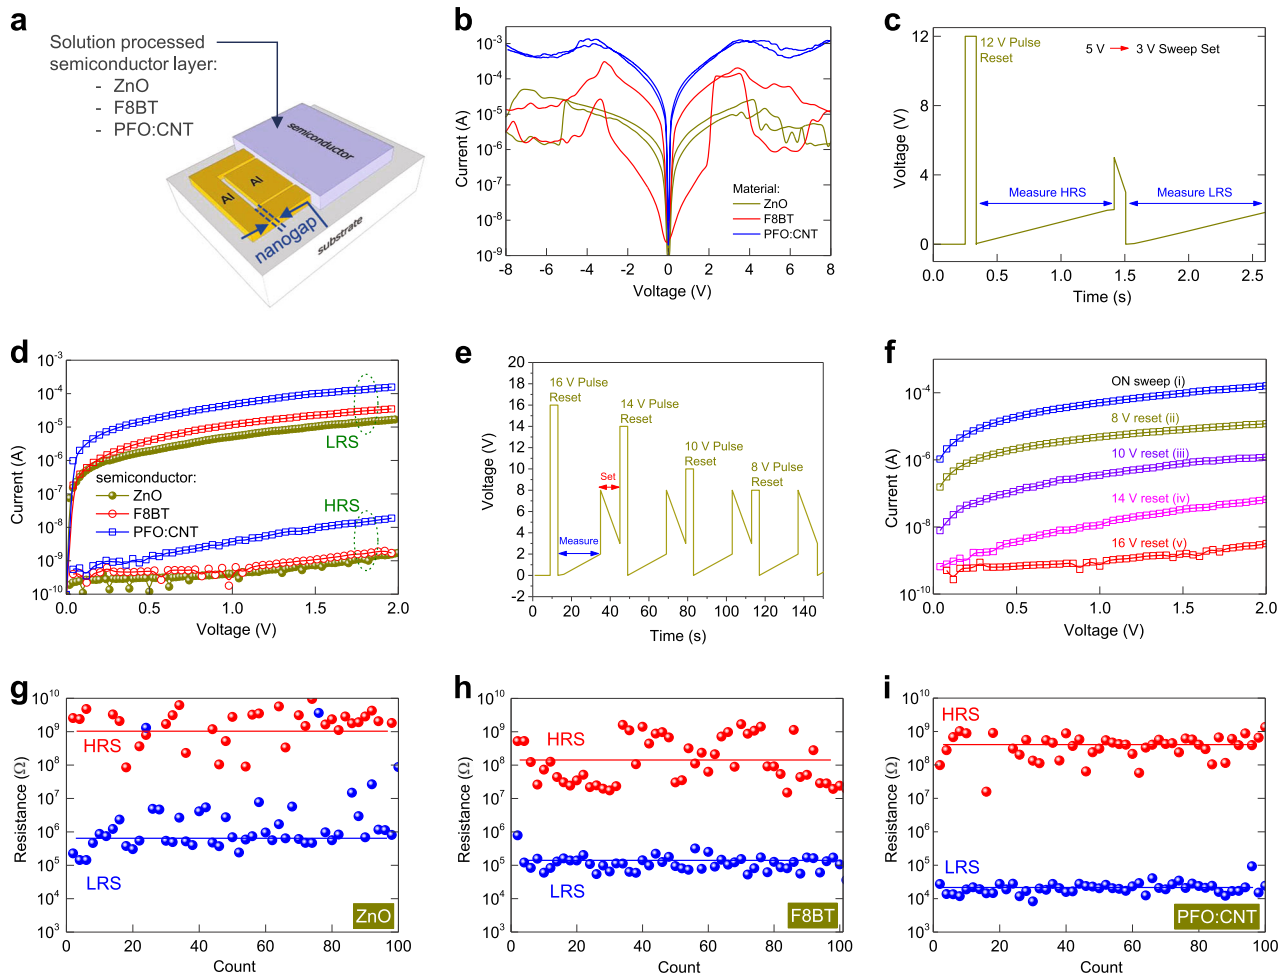 a
Solution processed
semiconductor layer:
- ZnO
- F8BT
- PFO:CNT
semiconductor
Al
Al
nanogap
substrate
b
10⁻³
10⁻⁴
10⁻⁵
10⁻⁶
10⁻⁷
10⁻⁸
10⁻⁹
Current (A)
Material:
ZnO
F8BT
PFO:CNT
-8 -6 -4 -2 0 2 4 6 8
Voltage (V)
c
12
8
4
0
Voltage (V)
12 V Pulse
Reset
5 V → 3 V Sweep Set
Measure HRS
Measure LRS
0.0 0.5 1.0 1.5 2.0 2.5
Time (s)
d
10⁻³
10⁻⁴
10⁻⁵
10⁻⁶
10⁻⁷
10⁻⁸
10⁻⁹
10⁻¹⁰
Current (A)
LRS
semiconductor:
ZnO
F8BT
PFO:CNT
HRS
0.0 0.5 1.0 1.5 2.0
Voltage (V)
e
20
18
16
14
12
10
8
6
4
2
0
-2
Voltage (V)
16 V Pulse
Reset
14 V Pulse
Reset
10 V Pulse
Reset
8 V Pulse
Reset
Set
Measure
0 20 40 60 80 100 120 140
Time (s)
f
10⁻⁴
10⁻⁶
10⁻⁸
10⁻¹⁰
Current (A)
ON sweep (i)
8 V reset (ii)
10 V reset (iii)
14 V reset (iv)
16 V reset (v)
0.0 0.5 1.0 1.5 2.0
Voltage (V)
g
10¹⁰
10⁹
10⁸
10⁷
10⁶
10⁵
10⁴
10³
Resistance (Ω)
HRS
LRS
ZnO
0 20 40 60 80 100
Count
h
10¹⁰
10⁹
10⁸
10⁷
10⁶
10⁵
10⁴
10³
Resistance (Ω)
HRS
LRS
F8BT
0 20 40 60 80 100
Count
i
10¹⁰
10⁹
10⁸
10⁷
10⁶
10⁵
10⁴
10³
Resistance (Ω)
HRS
LRS
PFO:CNT
0 20 40 60 80 100
Count